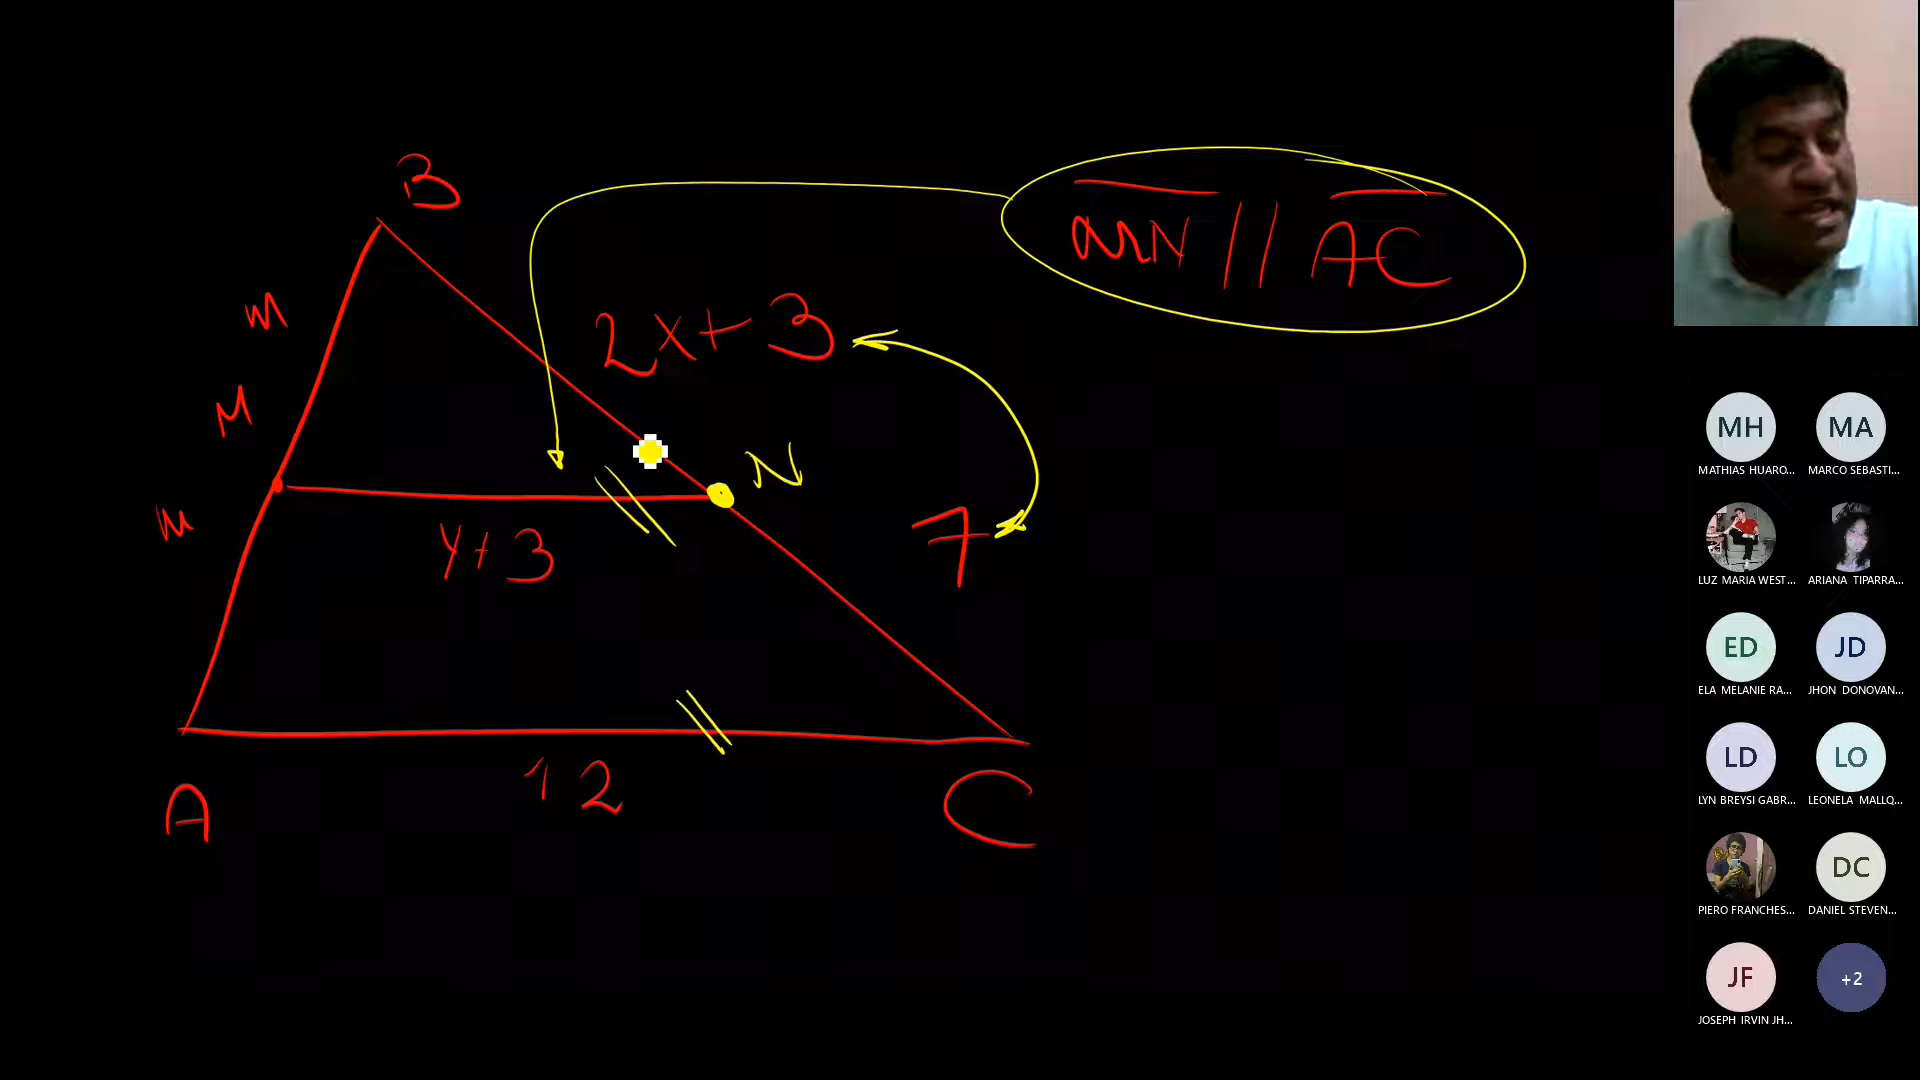 B
MN // AC
m
2x+3
M
N
m
y+3
7
12
A
C
MH
MATHIAS HUARO...
MA
MARCO SEBASTI...
LUZ MARIA WEST...
ARIANA TIPARRA...
ED
ELA MELANIE RA...
JD
JHON DONOVAN...
LD
LYN BREYSI GABR...
LO
LEONELA MALLQ...
PIERO FRANCHES...
DC
DANIEL STEVEN...
JF
JOSEPH IRVIN JH...
+2